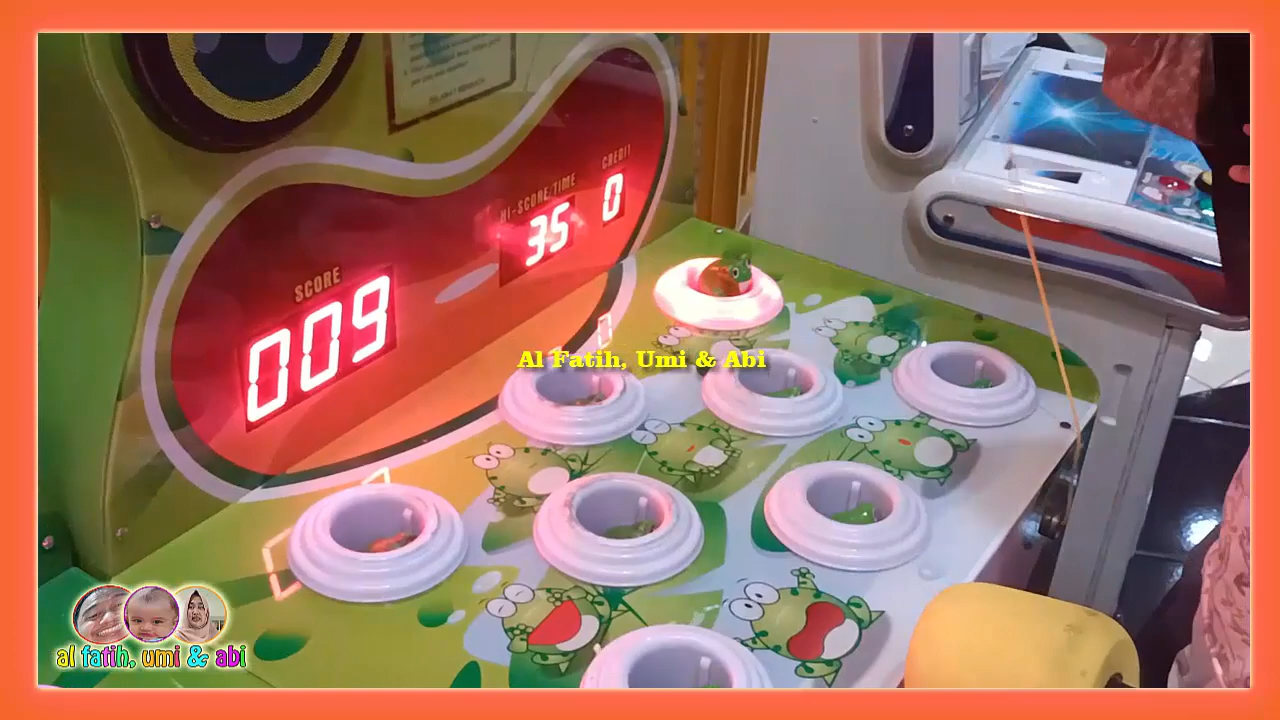 SCORE
009
HI-SCORE/TIME
35
CREDIT
0
Al Fatih, Umi & Abi
al fatih, umi & abi